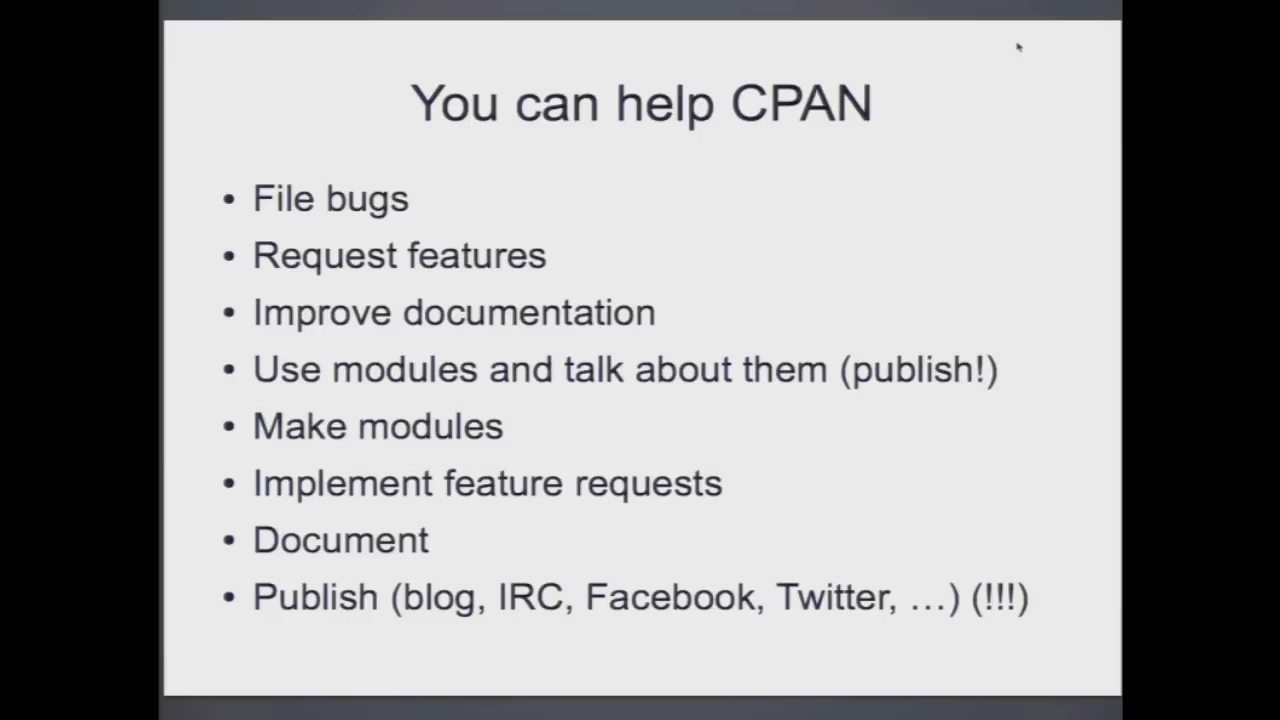 You can help CPAN
• File bugs
• Request features
• Improve documentation
• Use modules and talk about them (publish!)
• Make modules
• Implement feature requests
• Document
• Publish (blog, IRC, Facebook, Twitter, …) (!!!)